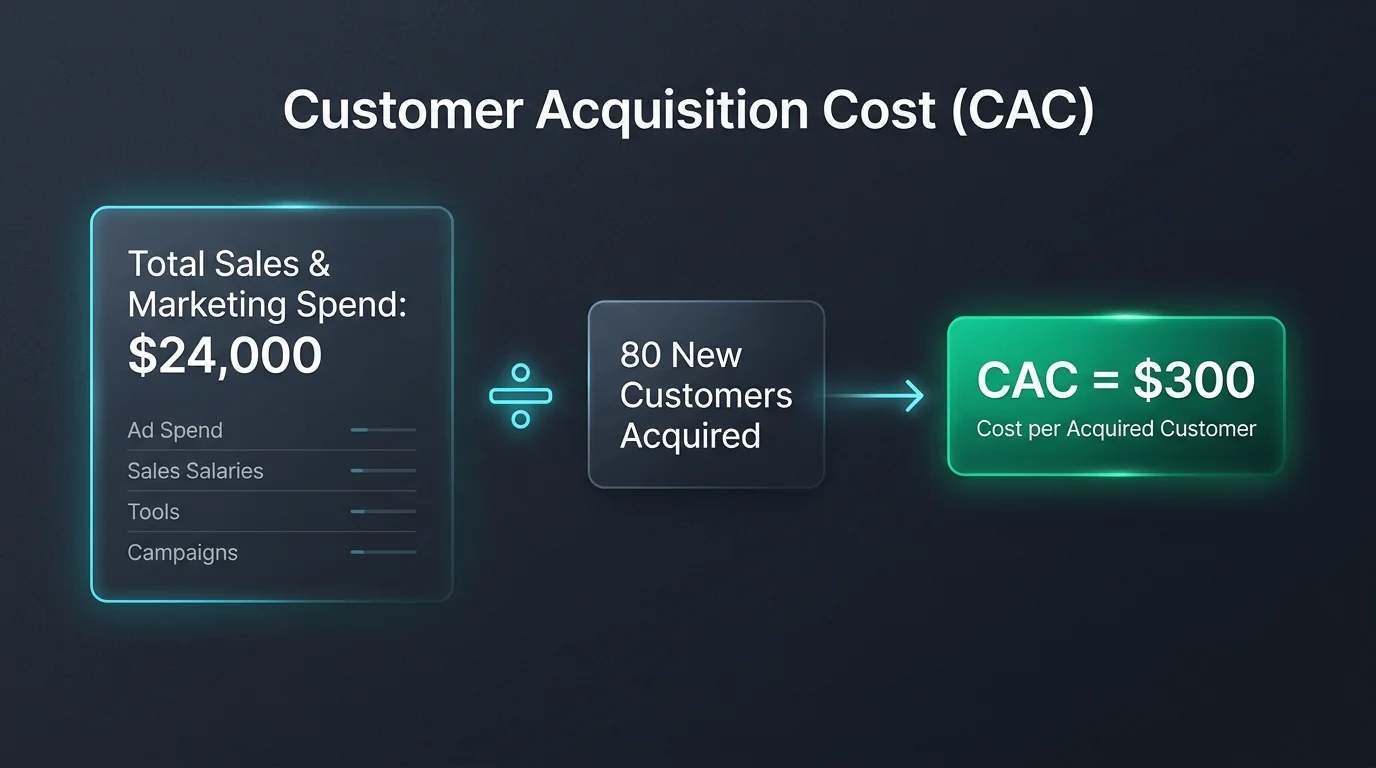 Customer Acquisition Cost (CAC)
Total Sales &
Marketing Spend:
$24,000
Ad Spend
Sales Salaries
Tools
Campaigns
÷
80 New
Customers
Acquired
CAC = $300
Cost per Acquired Customer